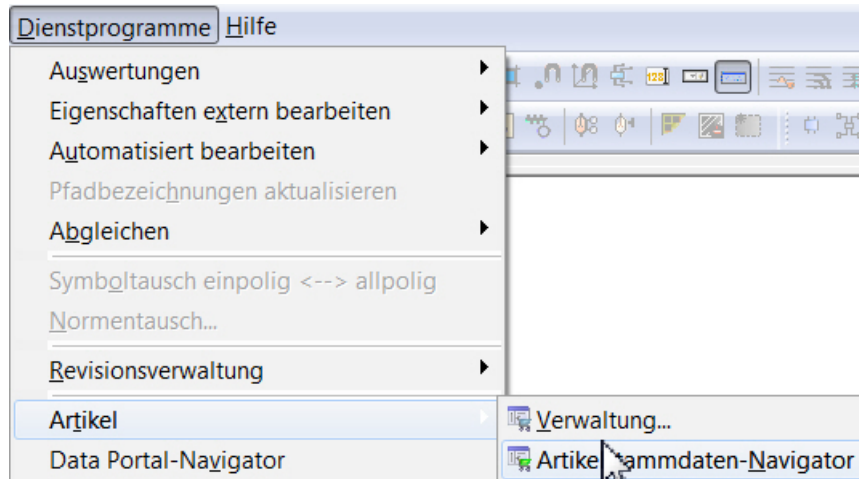 Dienstprogramme Hilfe
Auswertungen
Eigenschaften extern bearbeiten
Automatisiert bearbeiten
Pfadbezeichnungen aktualisieren
Abgleichen
Symboltausch einpolig <--> allpolig
Normentausch...
Revisionsverwaltung
Artikel
Verwaltung...
Data Portal-Navigator
Artikelstammdaten-Navigator